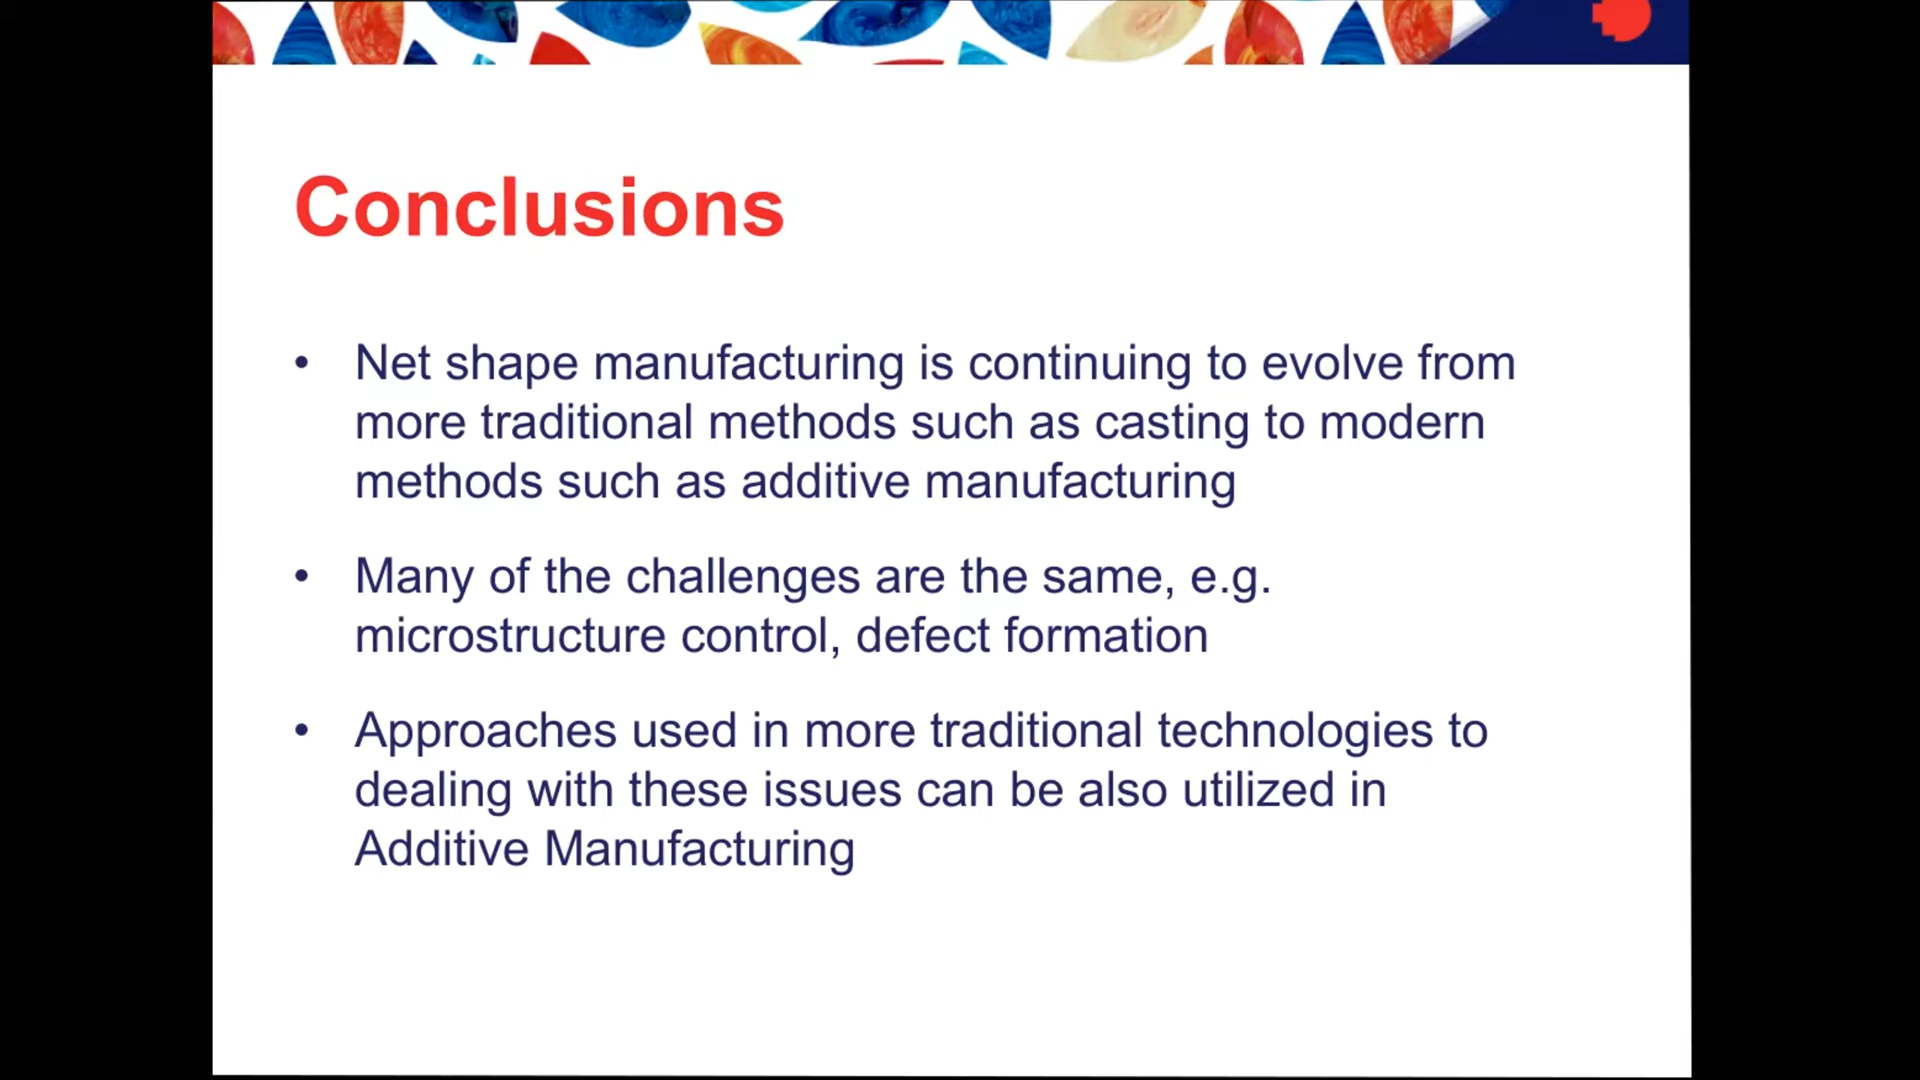 Conclusions
• Net shape manufacturing is continuing to evolve from
more traditional methods such as casting to modern
methods such as additive manufacturing
• Many of the challenges are the same, e.g.
microstructure control, defect formation
• Approaches used in more traditional technologies to
dealing with these issues can be also utilized in
Additive Manufacturing